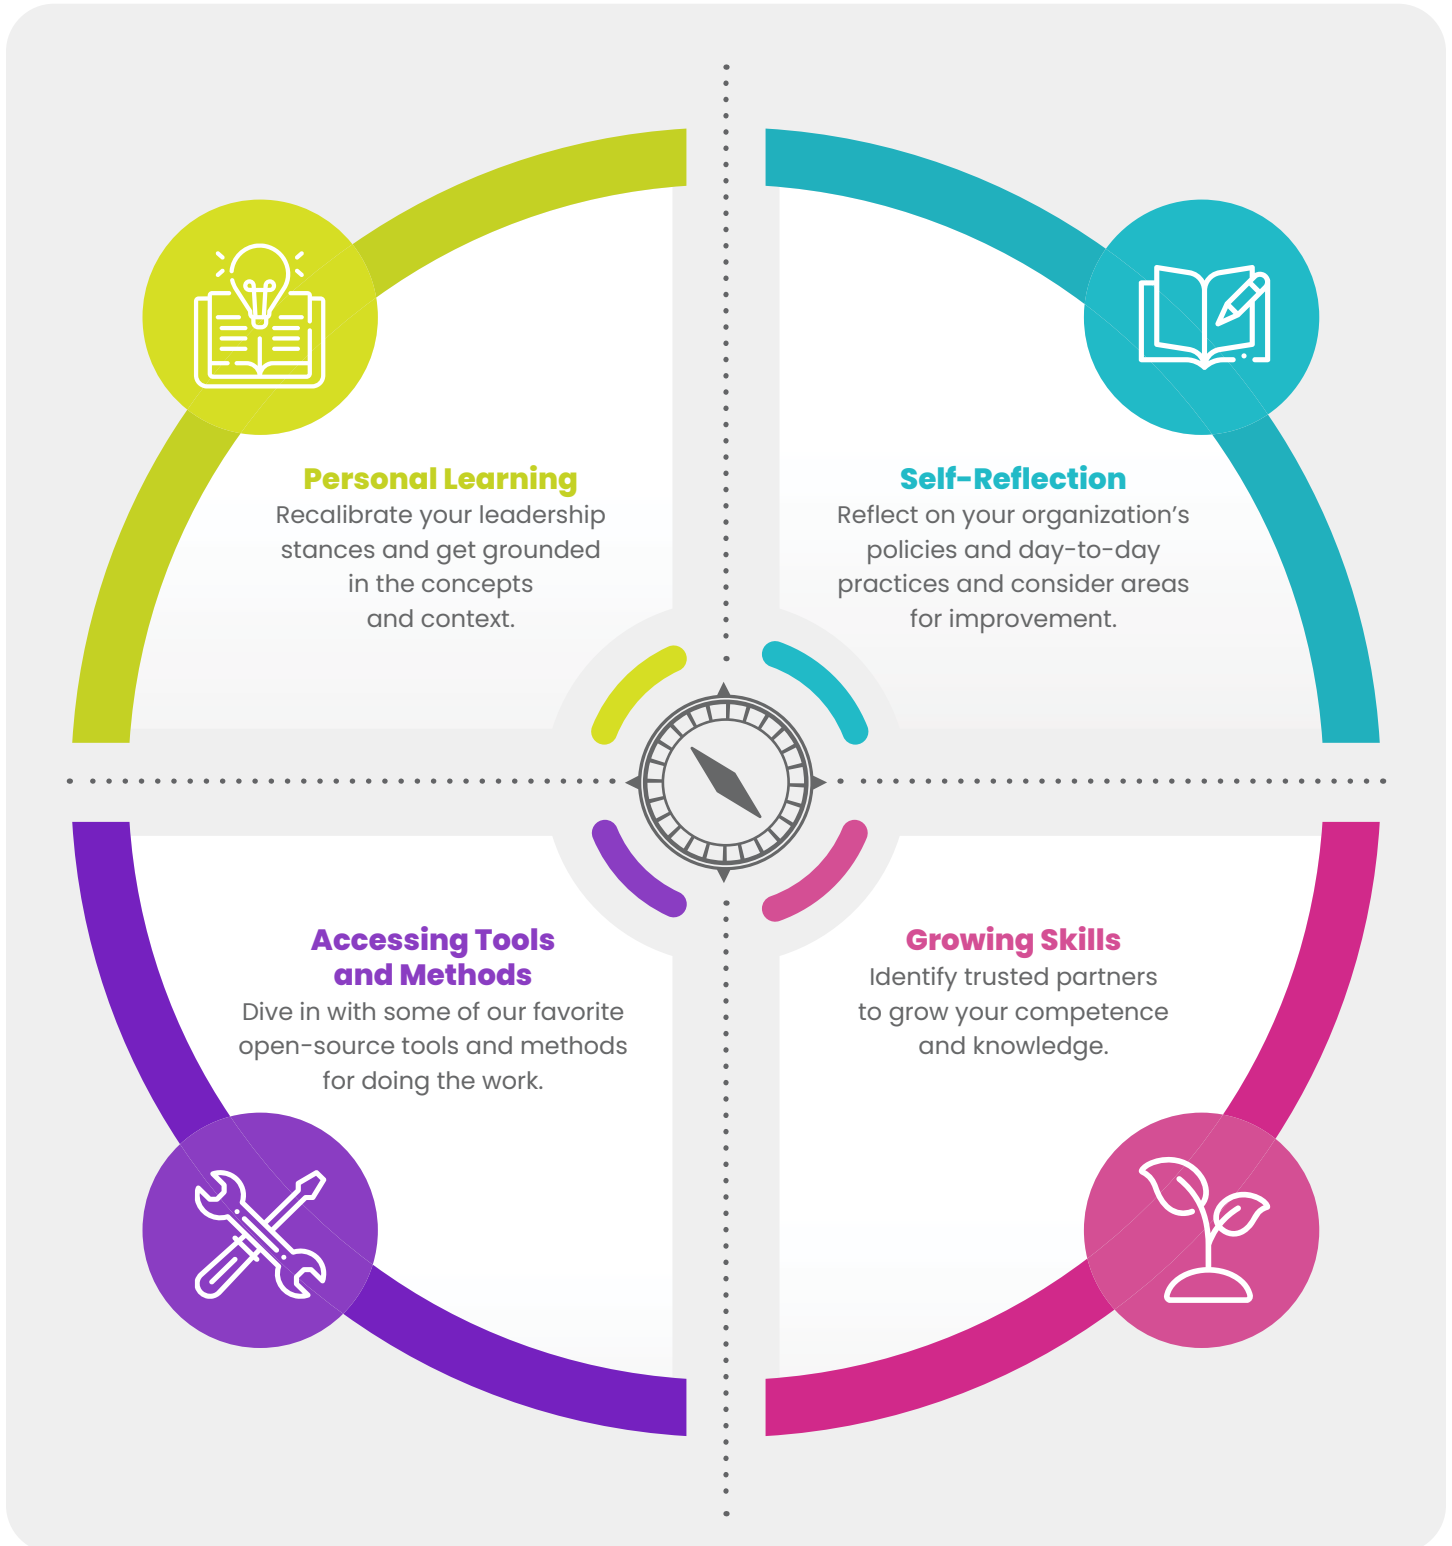 Personal Learning
Recalibrate your leadership
stances and get grounded
in the concepts
and context.
Self-Reflection
Reflect on your organization’s
policies and day-to-day
practices and consider areas
for improvement.
Accessing Tools
and Methods
Dive in with some of our favorite
open-source tools and methods
for doing the work.
Growing Skills
Identify trusted partners
to grow your competence
and knowledge.